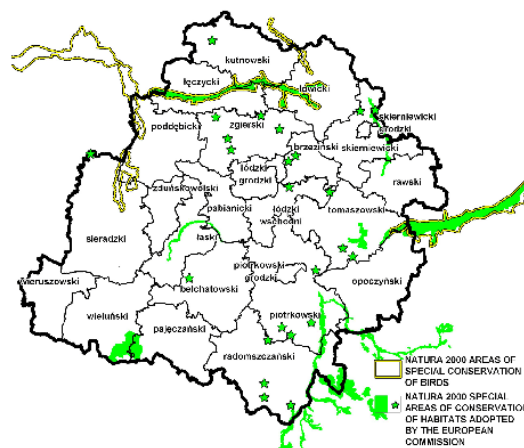 kutnowski
łęczycki
łowicki
poddębicki
zgierski
skierniewicki
grodzki
brzeziński
skierniewicki
łódzki
grodzki
rawski
zduńskowolski
pabianicki
łódzki
wschodni
tomaszowski
sieradzki
łaski
piotrkowski
grodzki
wieruszowski
bełchatowski
opoczyński
wieluński
pajęczański
piotrkowski
radomszczański
NATURA 2000 AREAS OF
SPECIAL CONSERVATION
OF BIRDS
NATURA 2000 SPECIAL
AREAS OF CONSERVATION
OF HABITATS ADOPTED
BY THE EUROPEAN
COMMISSION